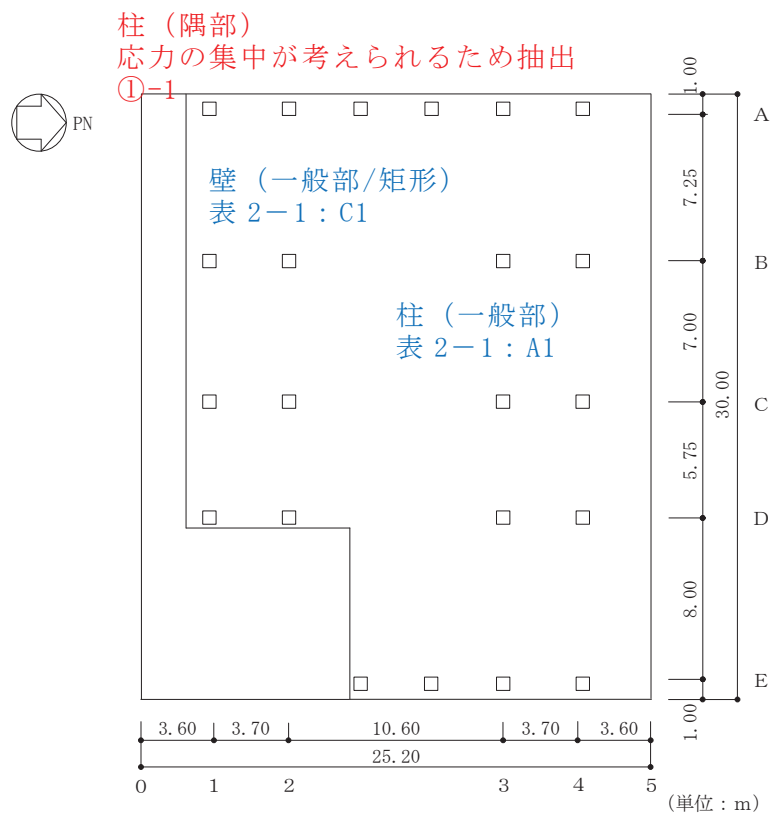 柱（隅部）
応力の集中が考えられるため抽出
①-1
PN
壁（一般部/矩形）
表 2－1：C1
柱（一般部）
表 2－1：A1
1.00
A
7.25
B
7.00
30.00
C
5.75
D
8.00
E
1.00
3.60 3.70 10.60 3.70 3.60
25.20
0 1 2 3 4 5
(単位：m)